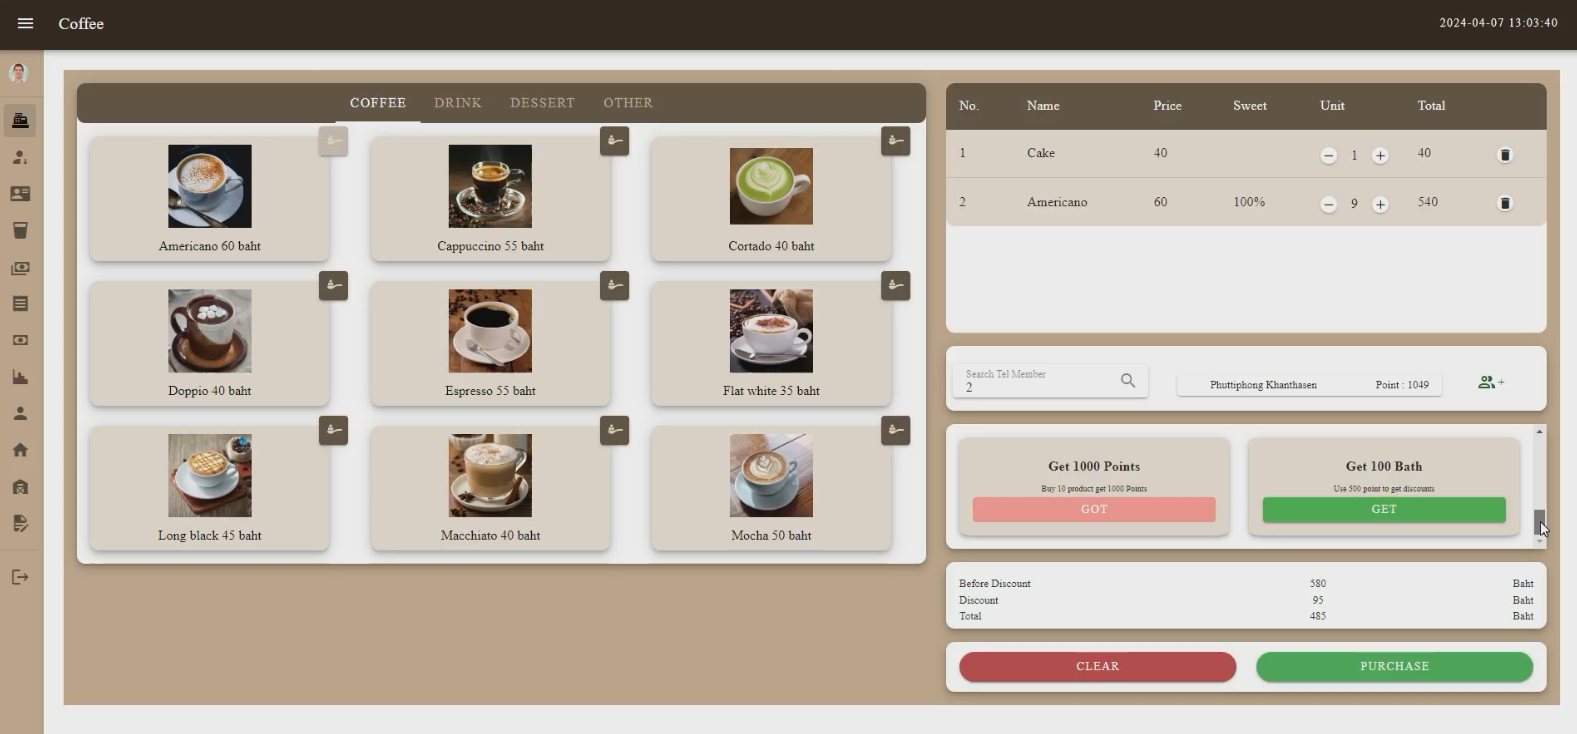 Coffee
2024-04-07 13:03:40
COFFEE DRINK DESSERT OTHER
Americano 60 baht
Cappuccino 55 baht
Cortado 40 baht
Doppio 40 baht
Espresso 55 baht
Flat white 35 baht
Long black 45 baht
Macchiato 40 baht
Mocha 50 baht
No. Name Price Sweet Unit Total
1 Cake 40 − 1 + 40
2 Americano 60 100% − 9 + 540
Search Tel Member
2
Phuttiphong Khanthasen Point : 1049
+
Get 1000 Points
Buy 10 product get 1000 Points
GOT
Get 100 Bath
Use 500 point to get discounts
GET
Before Discount 580 Baht
Discount 95 Baht
Total 485 Baht
CLEAR
PURCHASE